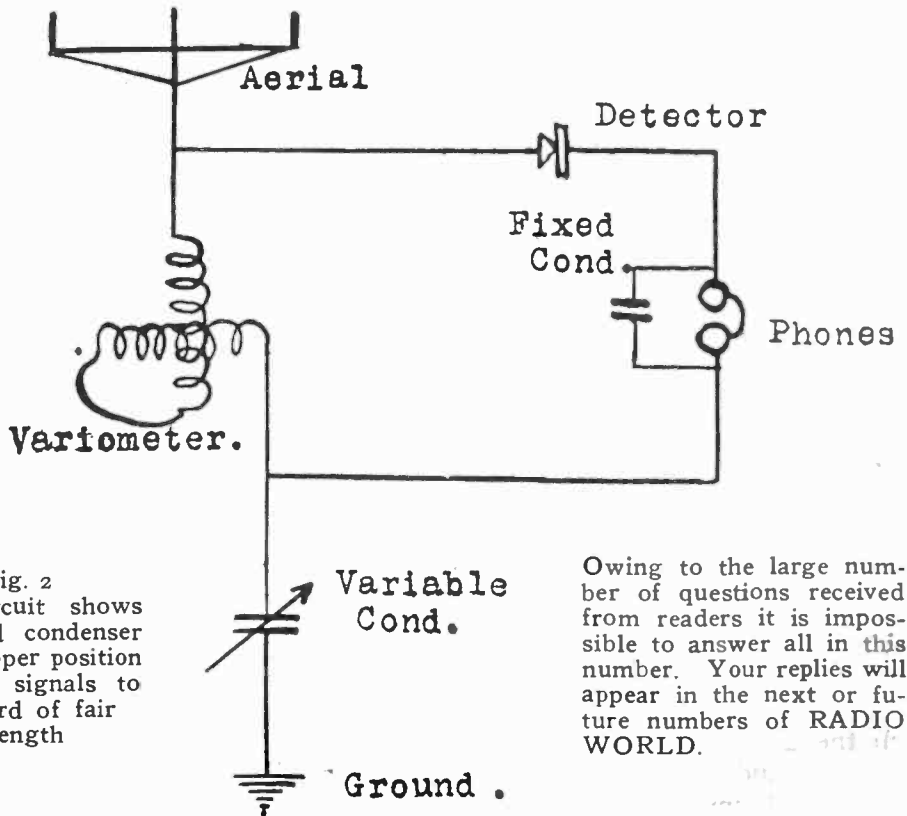 Aerial
Detector
Fixed
Cond
Phones
Variometer.
Variable
Cond.
Ground .
ig. 2
rcuit shows
d condenser
per position
signals to
rd of fair
ength
Owing to the large num-
ber of questions received
from readers it is impos-
sible to answer all in this
number. Your replies will
appear in the next or fu-
ture numbers of RADIO
WORLD.